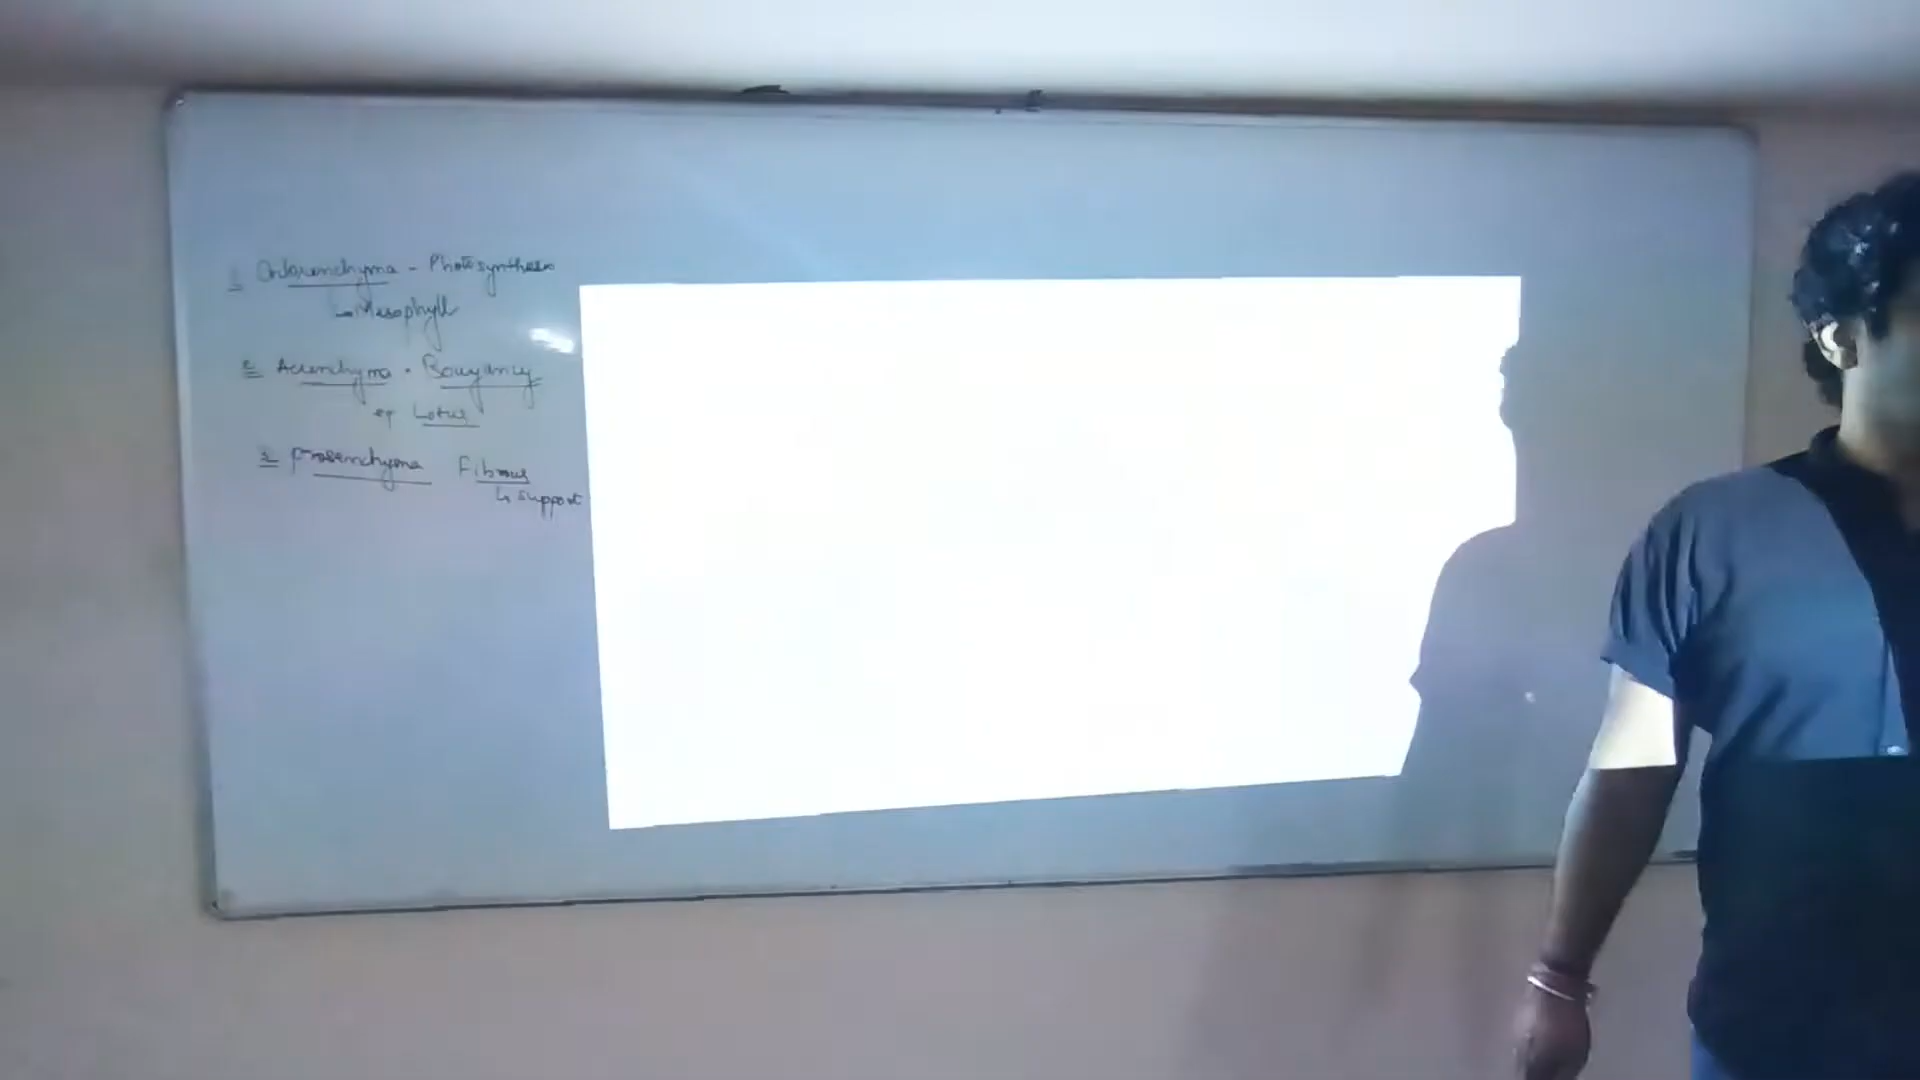 1 Chlorenchyma - Photosynthesis
↳ Mesophyll
2 Aerenchyma - Bouyancy
eg Lotus
3 Prosenchyma Fibrous
↳ support